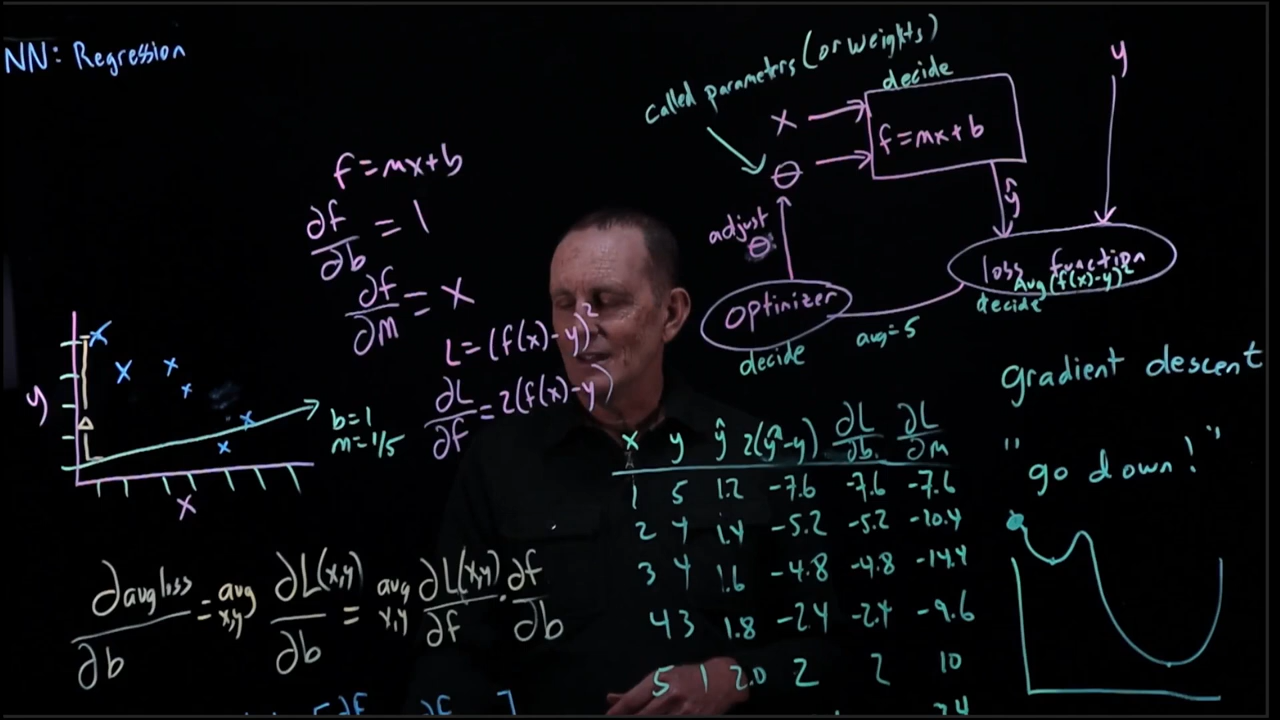 NN: Regression
called parameters (or weights)
decide
x
θ
f=mx+b
y
ŷ
adjust
θ
loss function
Avg(f(x)-y)²
decide
optimizer
decide
avg=5
f=mx+b
∂f/∂b = 1
∂f/∂m = x
L=(f(x)-y)²
∂L/∂f = 2(f(x)-y)
y
x
b=1
m=1/5
gradient descent
"go down!"
x y ŷ 2(ŷ-y) ∂L/∂b ∂L/∂m
1 5 1.2 -7.6 -7.6 -7.6
2 4 1.4 -5.2 -5.2 -10.4
3 4 1.6 -4.8 -4.8 -14.4
4 3 1.8 -2.4 -2.4 -9.6
5 1 2.0 2 2 10
∂avg loss/∂b = avg x,y ∂L(x,y)/∂b = avg x,y ∂L(x,y)/∂f · ∂f/∂b